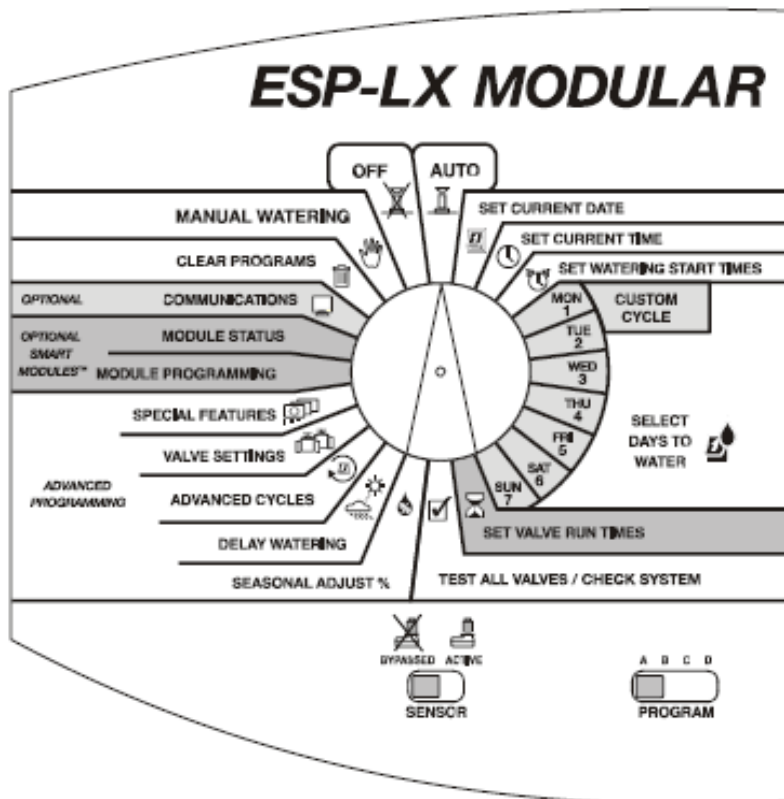 ESP-LX MODULAR
OFF
AUTO
MANUAL WATERING
CLEAR PROGRAMS
OPTIONAL
COMMUNICATIONS
OPTIONAL
SMART
MODULES™
MODULE STATUS
MODULE PROGRAMMING
SPECIAL FEATURES
VALVE SETTINGS
ADVANCED
PROGRAMMING
ADVANCED CYCLES
DELAY WATERING
SEASONAL ADJUST %
SET CURRENT DATE
SET CURRENT TIME
SET WATERING START TIMES
MON
1
TUE
2
WED
3
THU
4
FRI
5
SAT
6
SUN
7
CUSTOM
CYCLE
SELECT
DAYS TO
WATER
SET VALVE RUN TIMES
TEST ALL VALVES / CHECK SYSTEM
BYPASSED ACTIVE
SENSOR
A B C D
PROGRAM